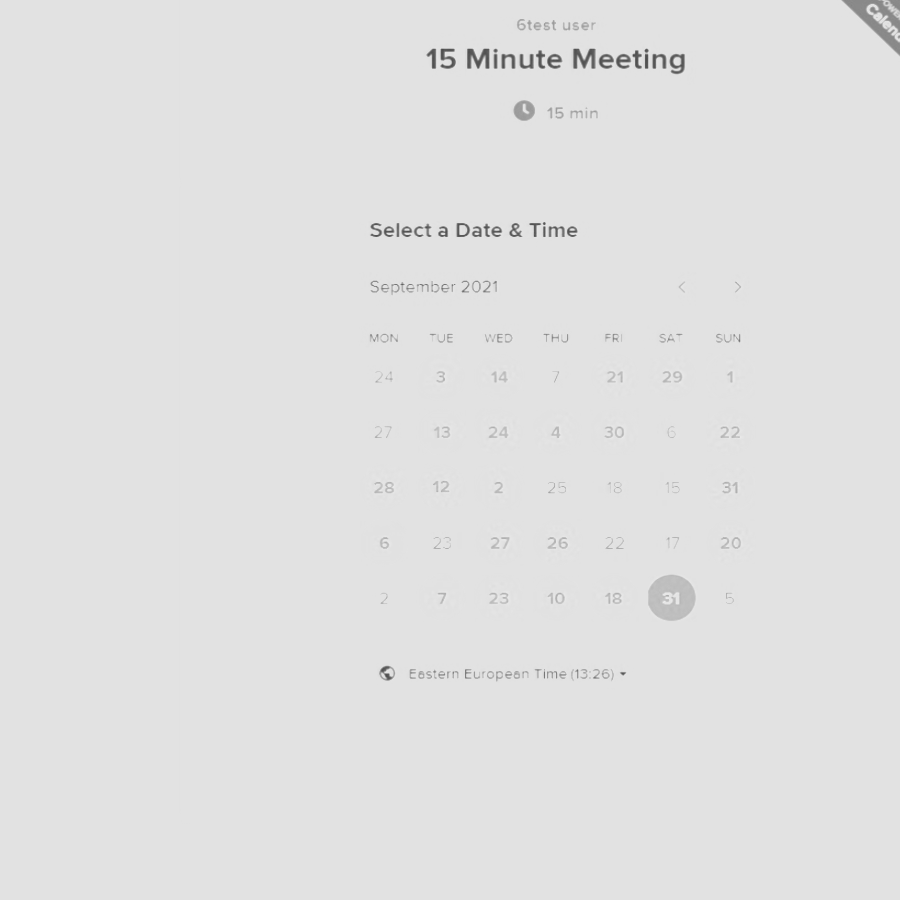 6test user
15 Minute Meeting
15 min
Select a Date & Time
September 2021
MON TUE WED THU FRI SAT SUN
24 3 14 7 21 29 1
27 13 24 4 30 6 22
28 12 2 25 18 15 31
6 23 27 26 22 17 20
2 7 23 10 18 31 5
Eastern European Time (13:26)